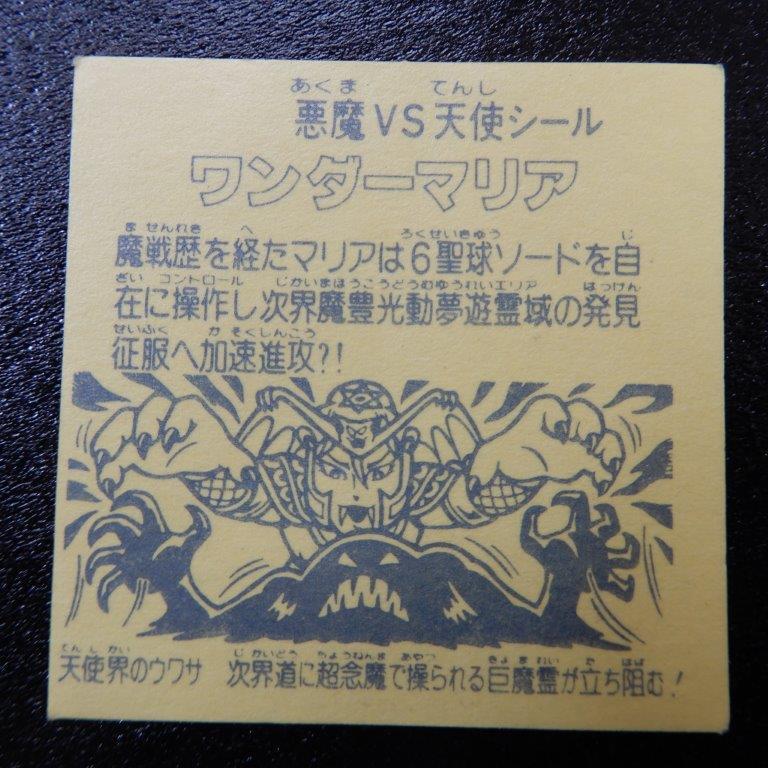 あくま てんし
悪魔VS天使シール
ワンダーマリア
ませんれき へ ろくせいきゅう じ
魔戦歴を経たマリアは6聖球ソードを自
ざい コントロール じかいまほうこうどうむゆうれいエリア はっけん
在に操作し次界魔豊光動夢遊霊域の発見
せいふく かそくしんこう
征服へ加速進攻?!
てんしかい じかいどう ちょうねんま あやつ きょまれい た はば
天使界のウワサ 次界道に超念魔で操られる巨魔霊が立ち阻む!